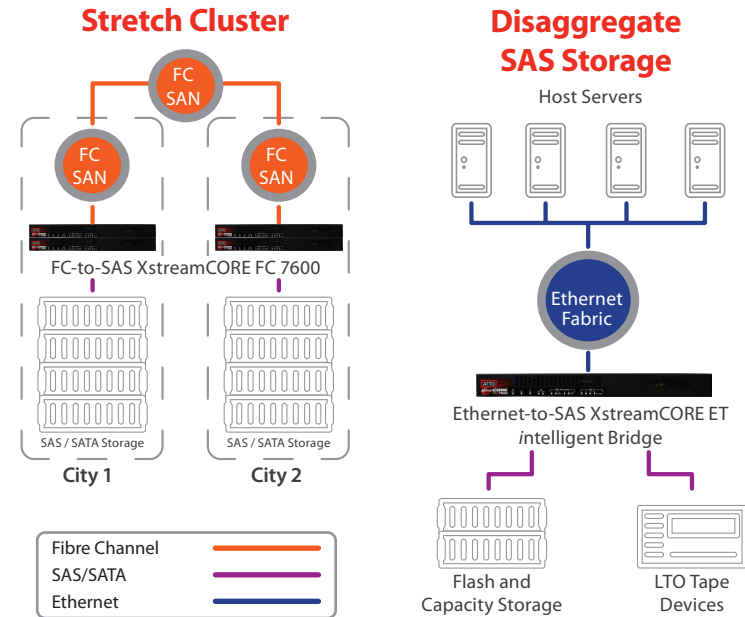 Stretch Cluster
FC
SAN
FC
SAN
FC
SAN
FC-to-SAS XstreamCORE FC 7600
SAS / SATA Storage
SAS / SATA Storage
City 1
City 2
Fibre Channel
SAS/SATA
Ethernet
Disaggregate
SAS Storage
Host Servers
Ethernet
Fabric
ATTO
Ethernet-to-SAS XstreamCORE ET
intelligent Bridge
Flash and
Capacity Storage
LTO Tape
Devices